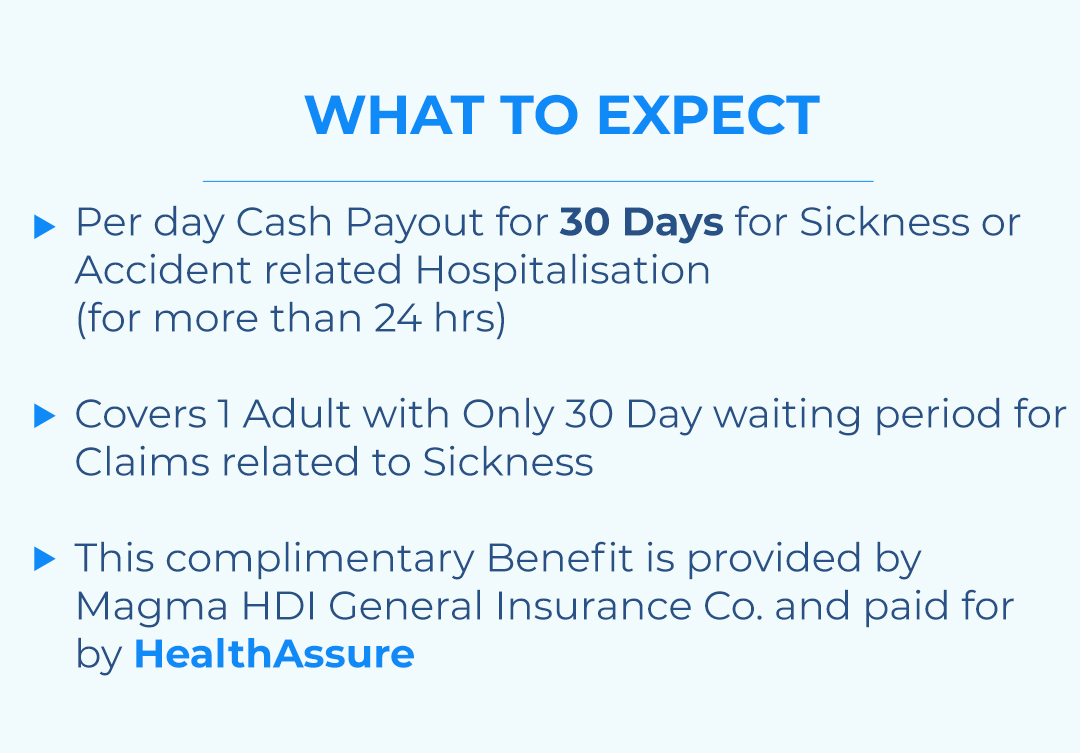 WHAT TO EXPECT
Per day Cash Payout for 30 Days for Sickness or
Accident related Hospitalisation
(for more than 24 hrs)
Covers 1 Adult with Only 30 Day waiting period for
Claims related to Sickness
This complimentary Benefit is provided by
Magma HDI General Insurance Co. and paid for
by HealthAssure